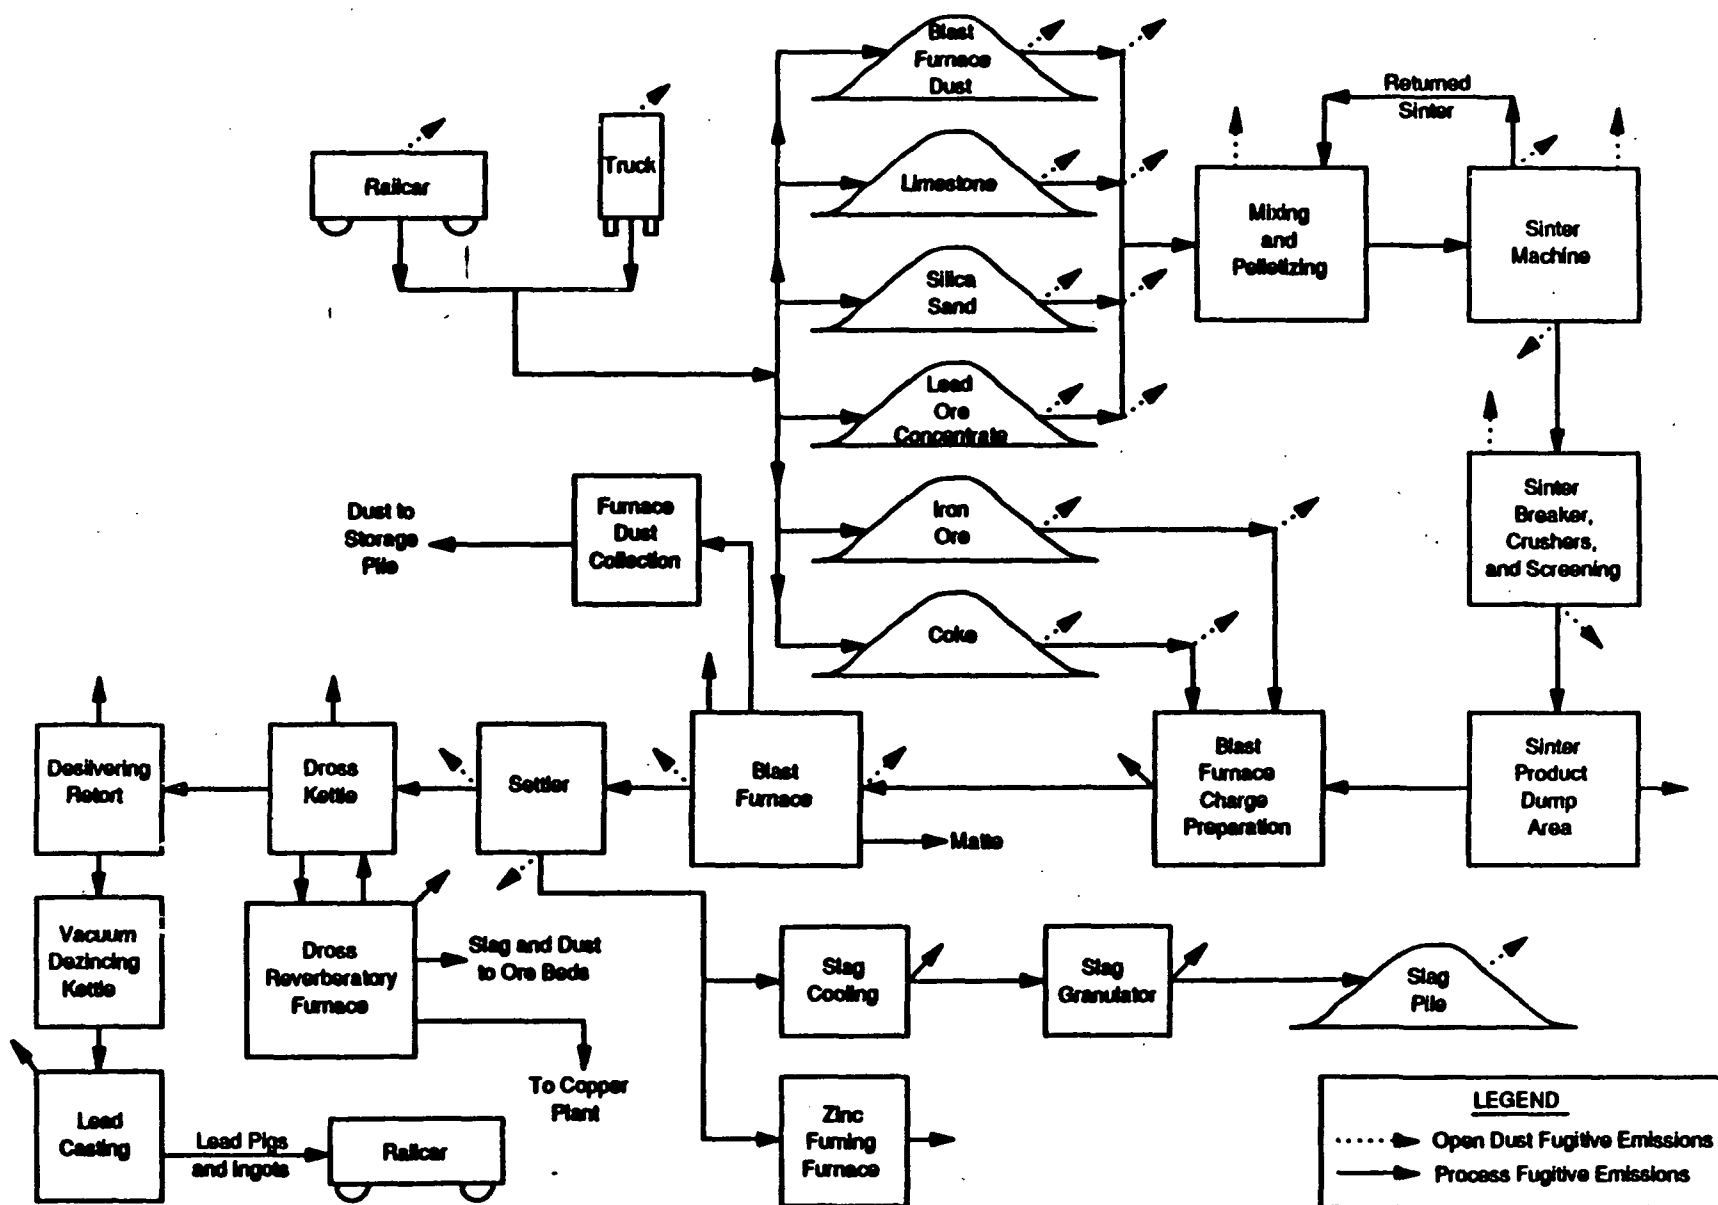 Blast
Furnace
Dust
Railcar
Truck
Limestone
Silica
Sand
Lead
Ore
Concentrate
Iron
Ore
Coke
Returned
Sinter
Mixing
and
Pelletizing
Sinter
Machine
Sinter
Breaker,
Crushers,
and Screening
Dust to
Storage
Pile
Furnace
Dust
Collection
Desilvering
Retort
Dross
Kettle
Settler
Blast
Furnace
Matte
Blast
Furnace
Charge
Preparation
Sinter
Product
Dump
Area
Vacuum
Dezincing
Kettle
Dross
Reverberatory
Furnace
Slag and Dust
to Ore Beds
To Copper
Plant
Slag
Cooling
Slag
Granulator
Slag
Pile
Lead
Casting
Lead Pigs
and Ingots
Railcar
Zinc
Fuming
Furnace
LEGEND
Open Dust Fugitive Emissions
Process Fugitive Emissions